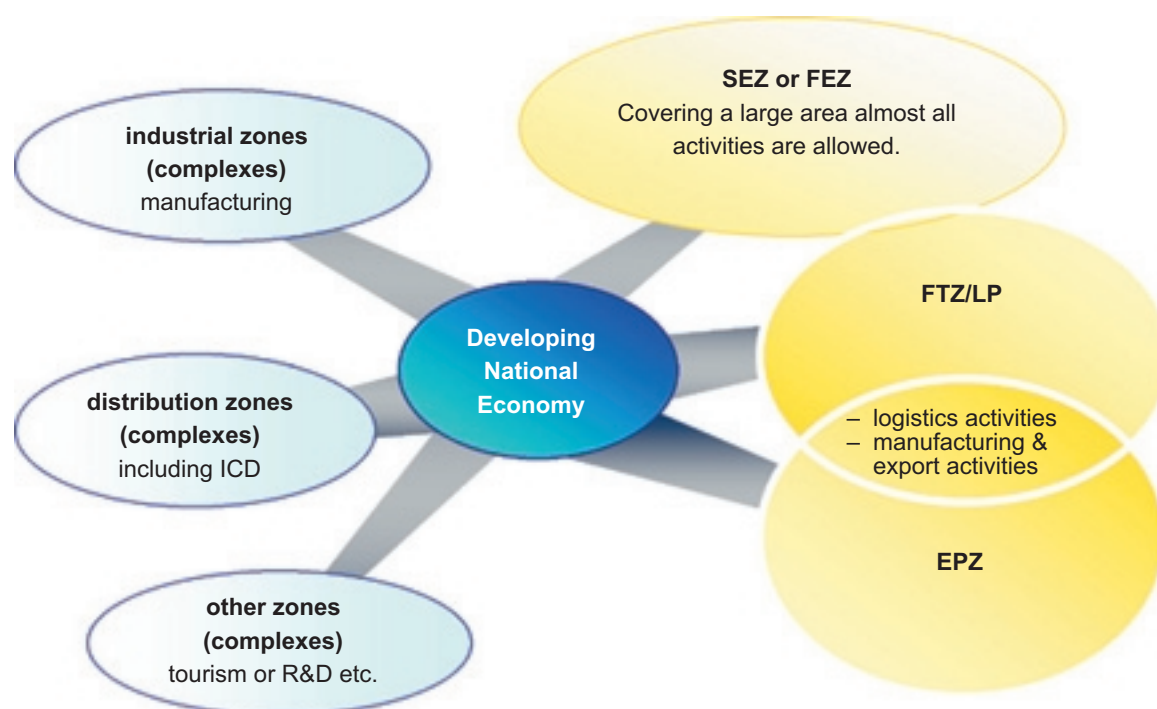 industrial zones
(complexes)
manufacturing
SEZ or FEZ
Covering a large area almost all
activities are allowed.
Developing
National
Economy
FTZ/LP
distribution zones
(complexes)
including ICD
– logistics activities
– manufacturing &
export activities
EPZ
other zones
(complexes)
tourism or R&D etc.